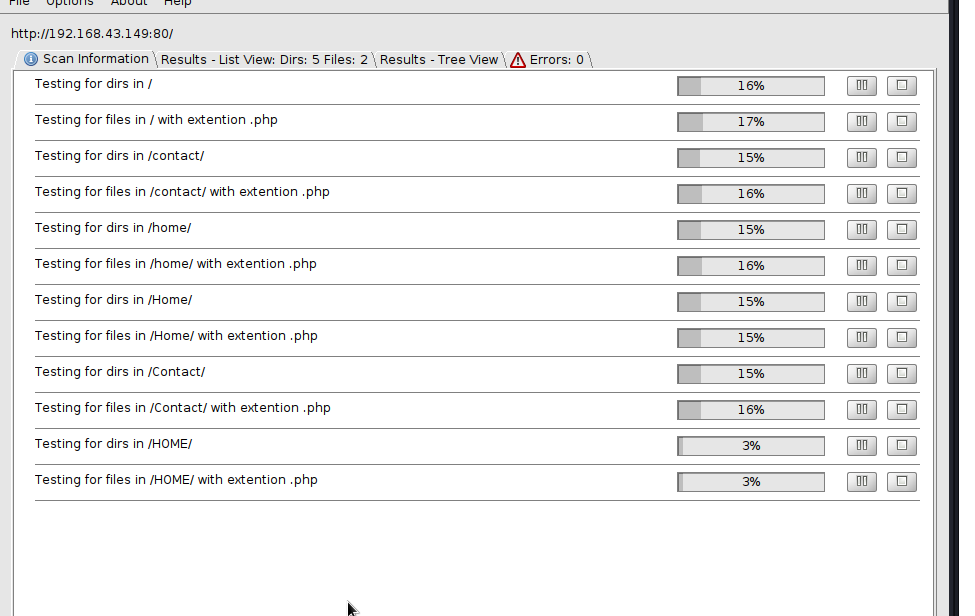 File Options About Help
http://192.168.43.149:80/
Scan Information Results - List View: Dirs: 5 Files: 2 Results - Tree View Errors: 0
Testing for dirs in / 16%
Testing for files in / with extention .php 17%
Testing for dirs in /contact/ 15%
Testing for files in /contact/ with extention .php 16%
Testing for dirs in /home/ 15%
Testing for files in /home/ with extention .php 16%
Testing for dirs in /Home/ 15%
Testing for files in /Home/ with extention .php 15%
Testing for dirs in /Contact/ 15%
Testing for files in /Contact/ with extention .php 16%
Testing for dirs in /HOME/ 3%
Testing for files in /HOME/ with extention .php 3%